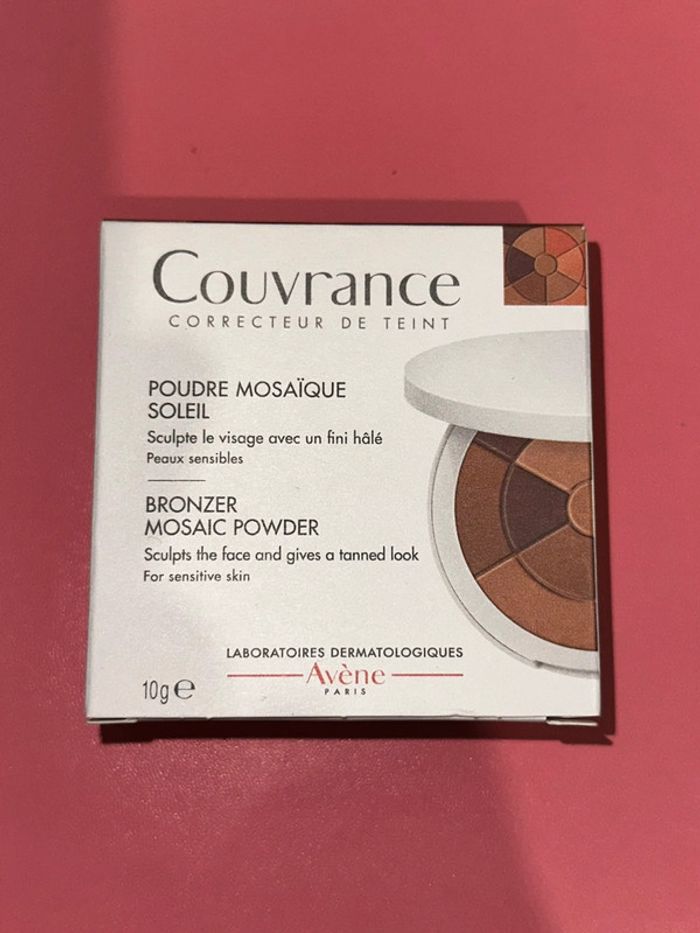 Couvrance
CORRECTEUR DE TEINT
POUDRE MOSAÏQUE
SOLEIL
Sculpte le visage avec un fini hâlé
Peaux sensibles
BRONZER
MOSAIC POWDER
Sculpts the face and gives a tanned look
For sensitive skin
LABORATOIRES DERMATOLOGIQUES
Avène
PARIS
10g ℮